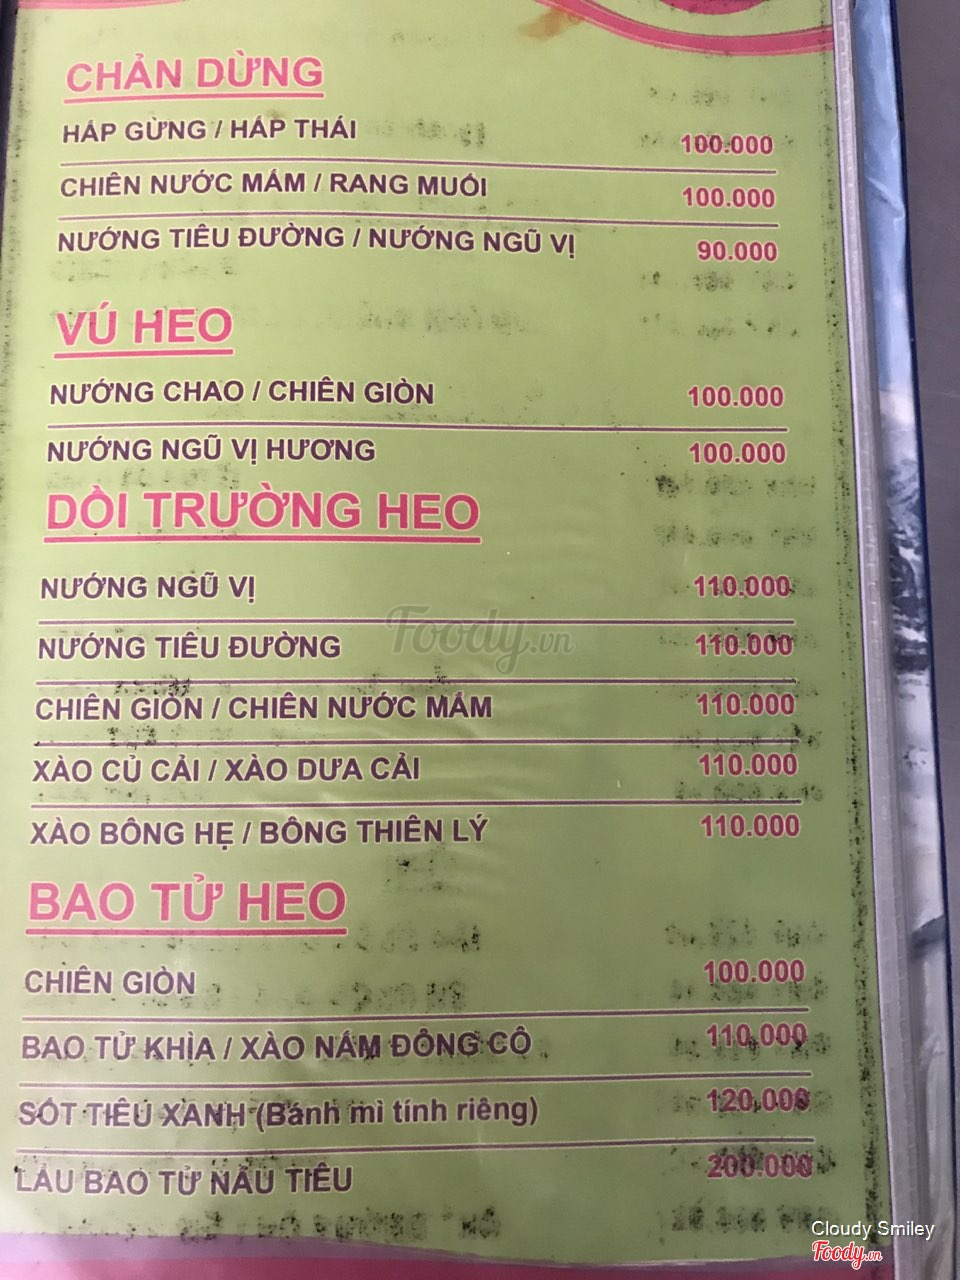 CHẢN DỪNG
HẤP GỪNG / HẤP THÁI 100.000
CHIÊN NƯỚC MẮM / RANG MUỐI 100.000
NƯỚNG TIÊU ĐƯỜNG / NƯỚNG NGŨ VỊ 90.000
VÚ HEO
NƯỚNG CHAO / CHIÊN GIÒN 100.000
NƯỚNG NGŨ VỊ HƯƠNG 100.000
DỒI TRƯỜNG HEO
NƯỚNG NGŨ VỊ 110.000
NƯỚNG TIÊU ĐƯỜNG 110.000
CHIÊN GIÒN / CHIÊN NƯỚC MẮM 110.000
XÀO CỦ CẢI / XÀO DƯA CẢI 110.000
XÀO BÔNG HẸ / BÔNG THIÊN LÝ 110.000
BAO TỬ HEO
CHIÊN GIÒN 100.000
BAO TỬ KHÌA / XÀO NẤM ĐÔNG CÔ 110.000
SỐT TIÊU XANH (Bánh mì tính riêng) 120.000
LẨU BAO TỬ NẤU TIÊU 200.000
Foody.vn
Cloudy Smiley
Foody.vn